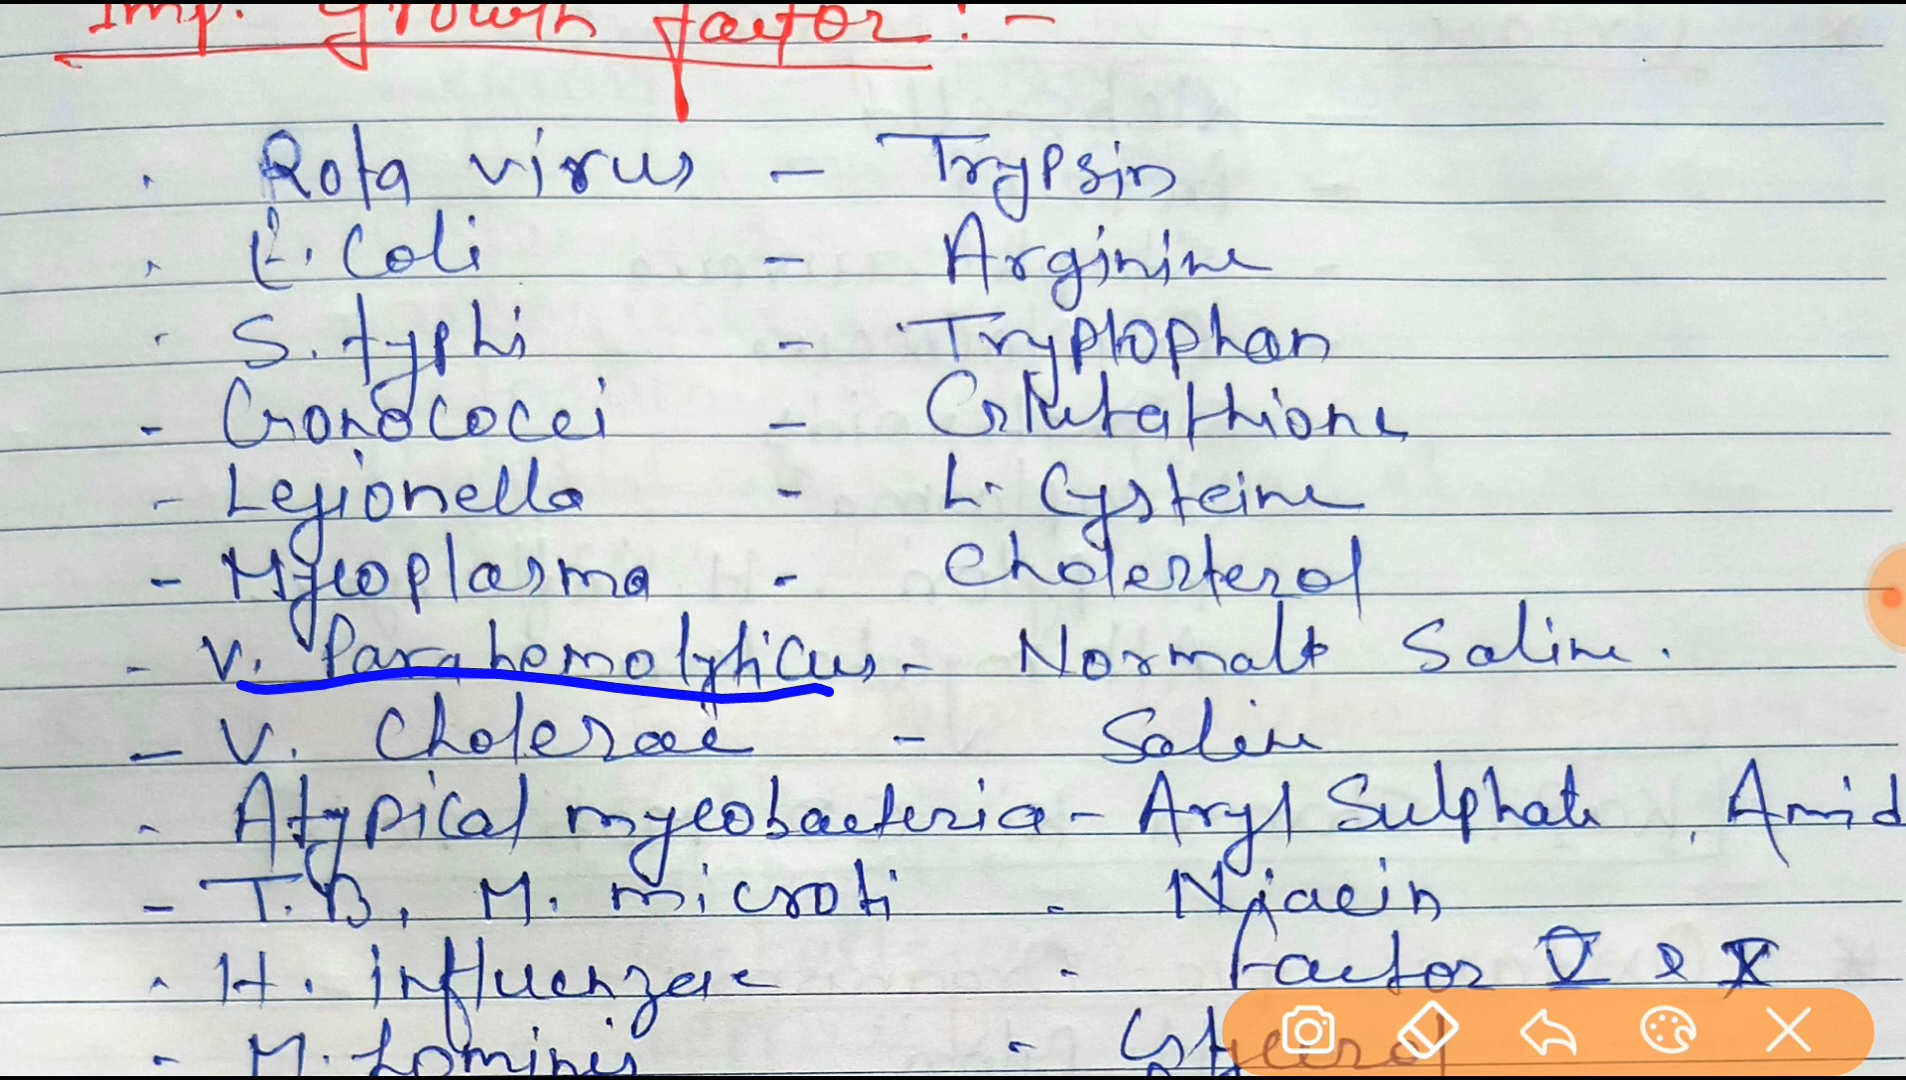 Imp. Growth factor :-
. Rota virus - Trypsin
. E. Coli - Arginine
. S. typhi - Tryptophan
- Gonococci - Glutathione
- Legionella - L. Cysteine
- Mycoplasma - Cholesterol
- V. Parahemolyticus - Normal Saline.
- V. Cholerae - Saline
- Atypical mycobacteria - Aryl Sulphate, Amid
- T.B, M. microti - Niacin
. H. influenzae - factor V & X
- M. hominis - Glycerol